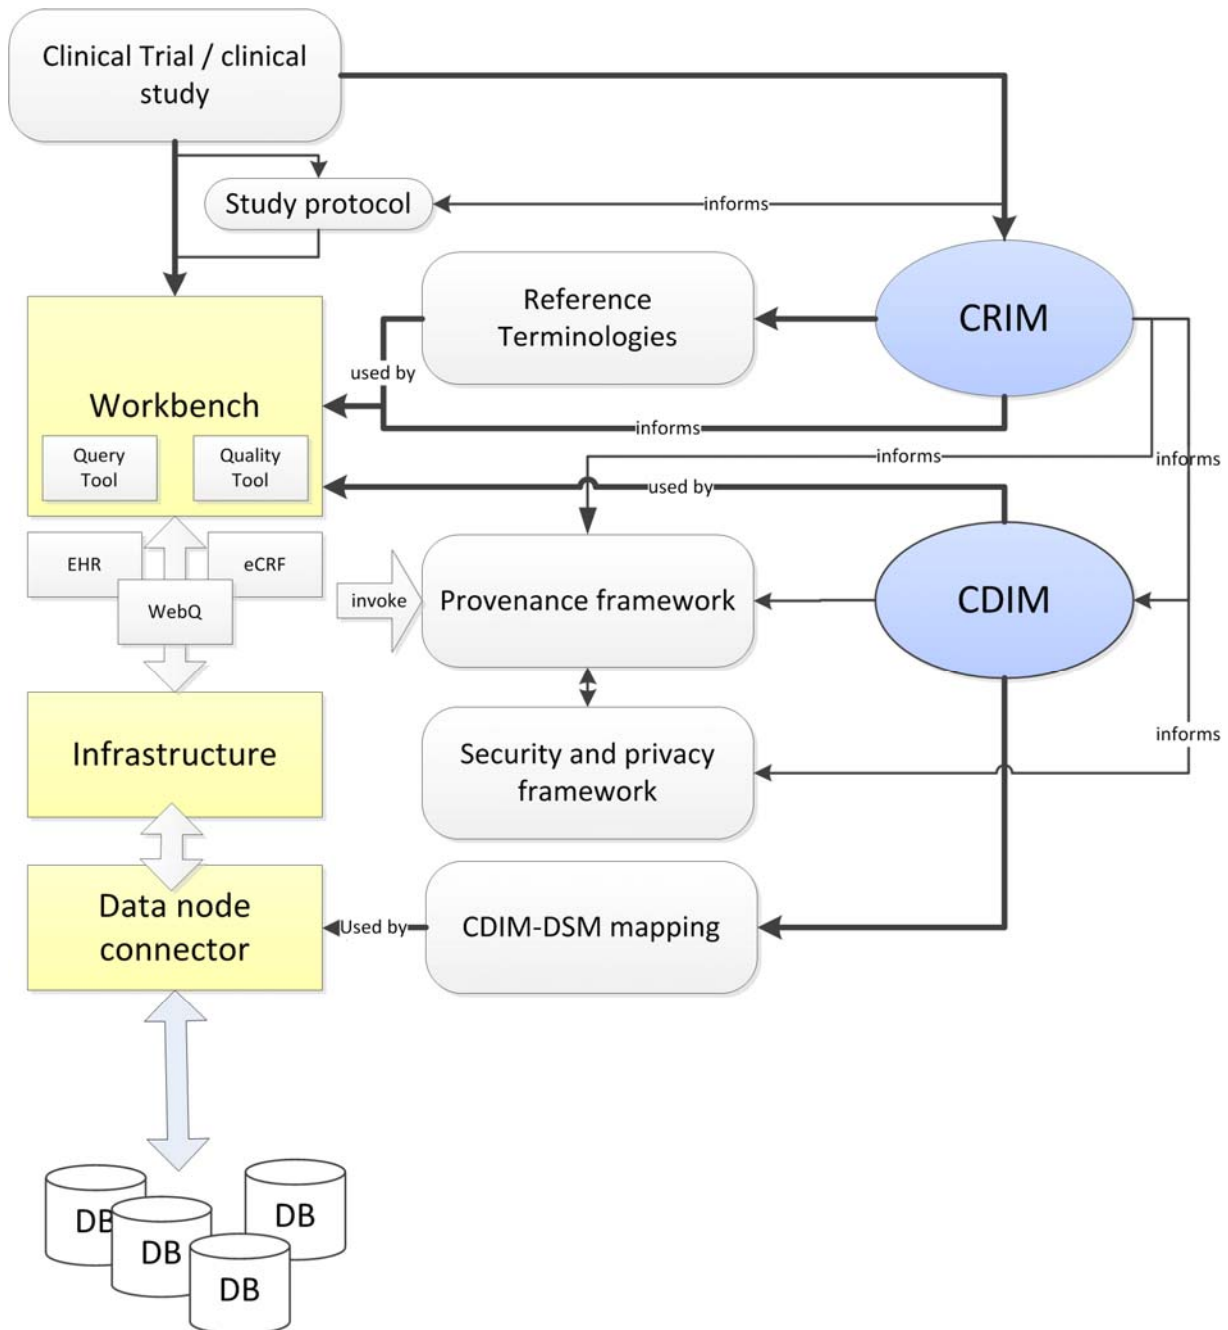 Clinical Trial / clinical
study
Study protocol
informs
Reference
Terminologies
CRIM
used by
Workbench
informs
Query
Tool
Quality
Tool
informs
informs
used by
EHR
eCRF
WebQ
invoke
Provenance framework
CDIM
Infrastructure
Security and privacy
framework
informs
Data node
connector
Used by
CDIM-DSM mapping
DB
DB
DB
DB